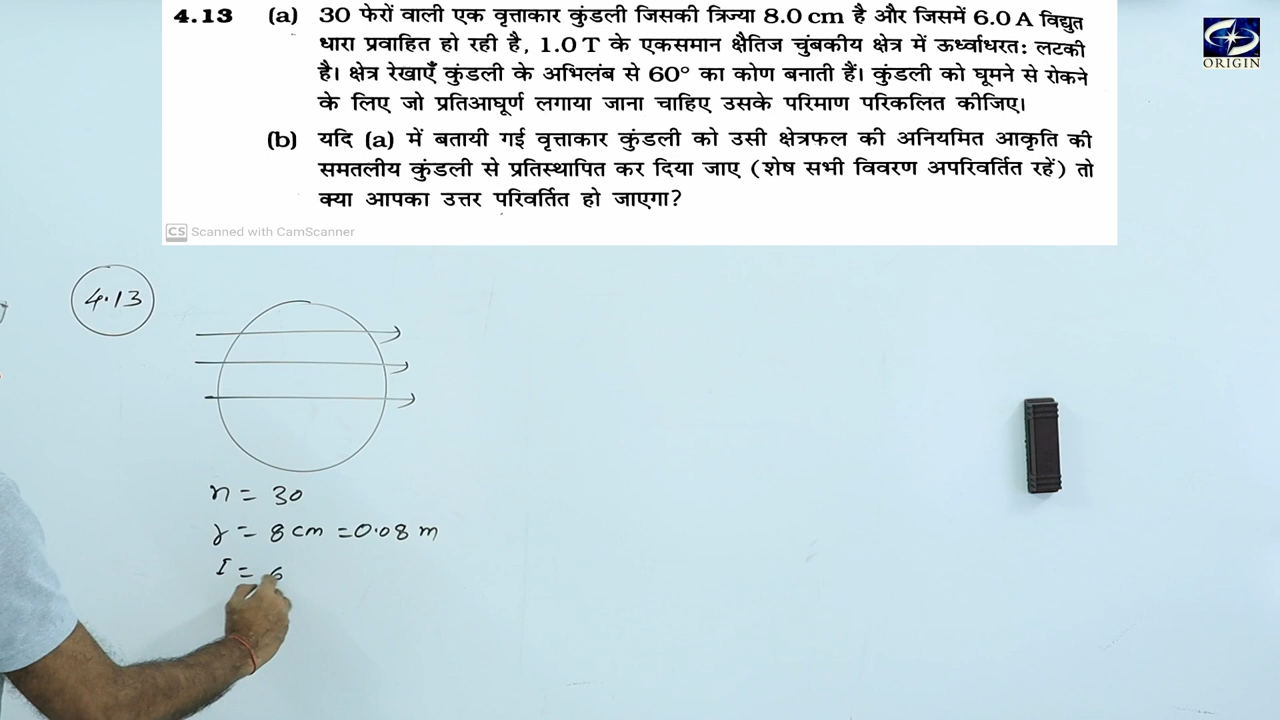 4.13 (a) 30 फेरों वाली एक वृत्ताकार कुंडली जिसकी त्रिज्या 8.0 cm है और जिसमें 6.0 A विद्युत
धारा प्रवाहित हो रही है, 1.0 T के एकसमान क्षैतिज चुंबकीय क्षेत्र में ऊर्ध्वाधरत: लटकी
है। क्षेत्र रेखाएँ कुंडली के अभिलंब से 60° का कोण बनाती हैं। कुंडली को घूमने से रोकने
के लिए जो प्रतिआघूर्ण लगाया जाना चाहिए उसके परिमाण परिकलित कीजिए।
(b) यदि (a) में बतायी गई वृत्ताकार कुंडली को उसी क्षेत्रफल की अनियमित आकृति की
समतलीय कुंडली से प्रतिस्थापित कर दिया जाए (शेष सभी विवरण अपरिवर्तित रहें) तो
क्या आपका उत्तर परिवर्तित हो जाएगा?
CS Scanned with CamScanner
ORIGIN
4.13
n = 30
r = 8 cm = 0.08 m
I = 6